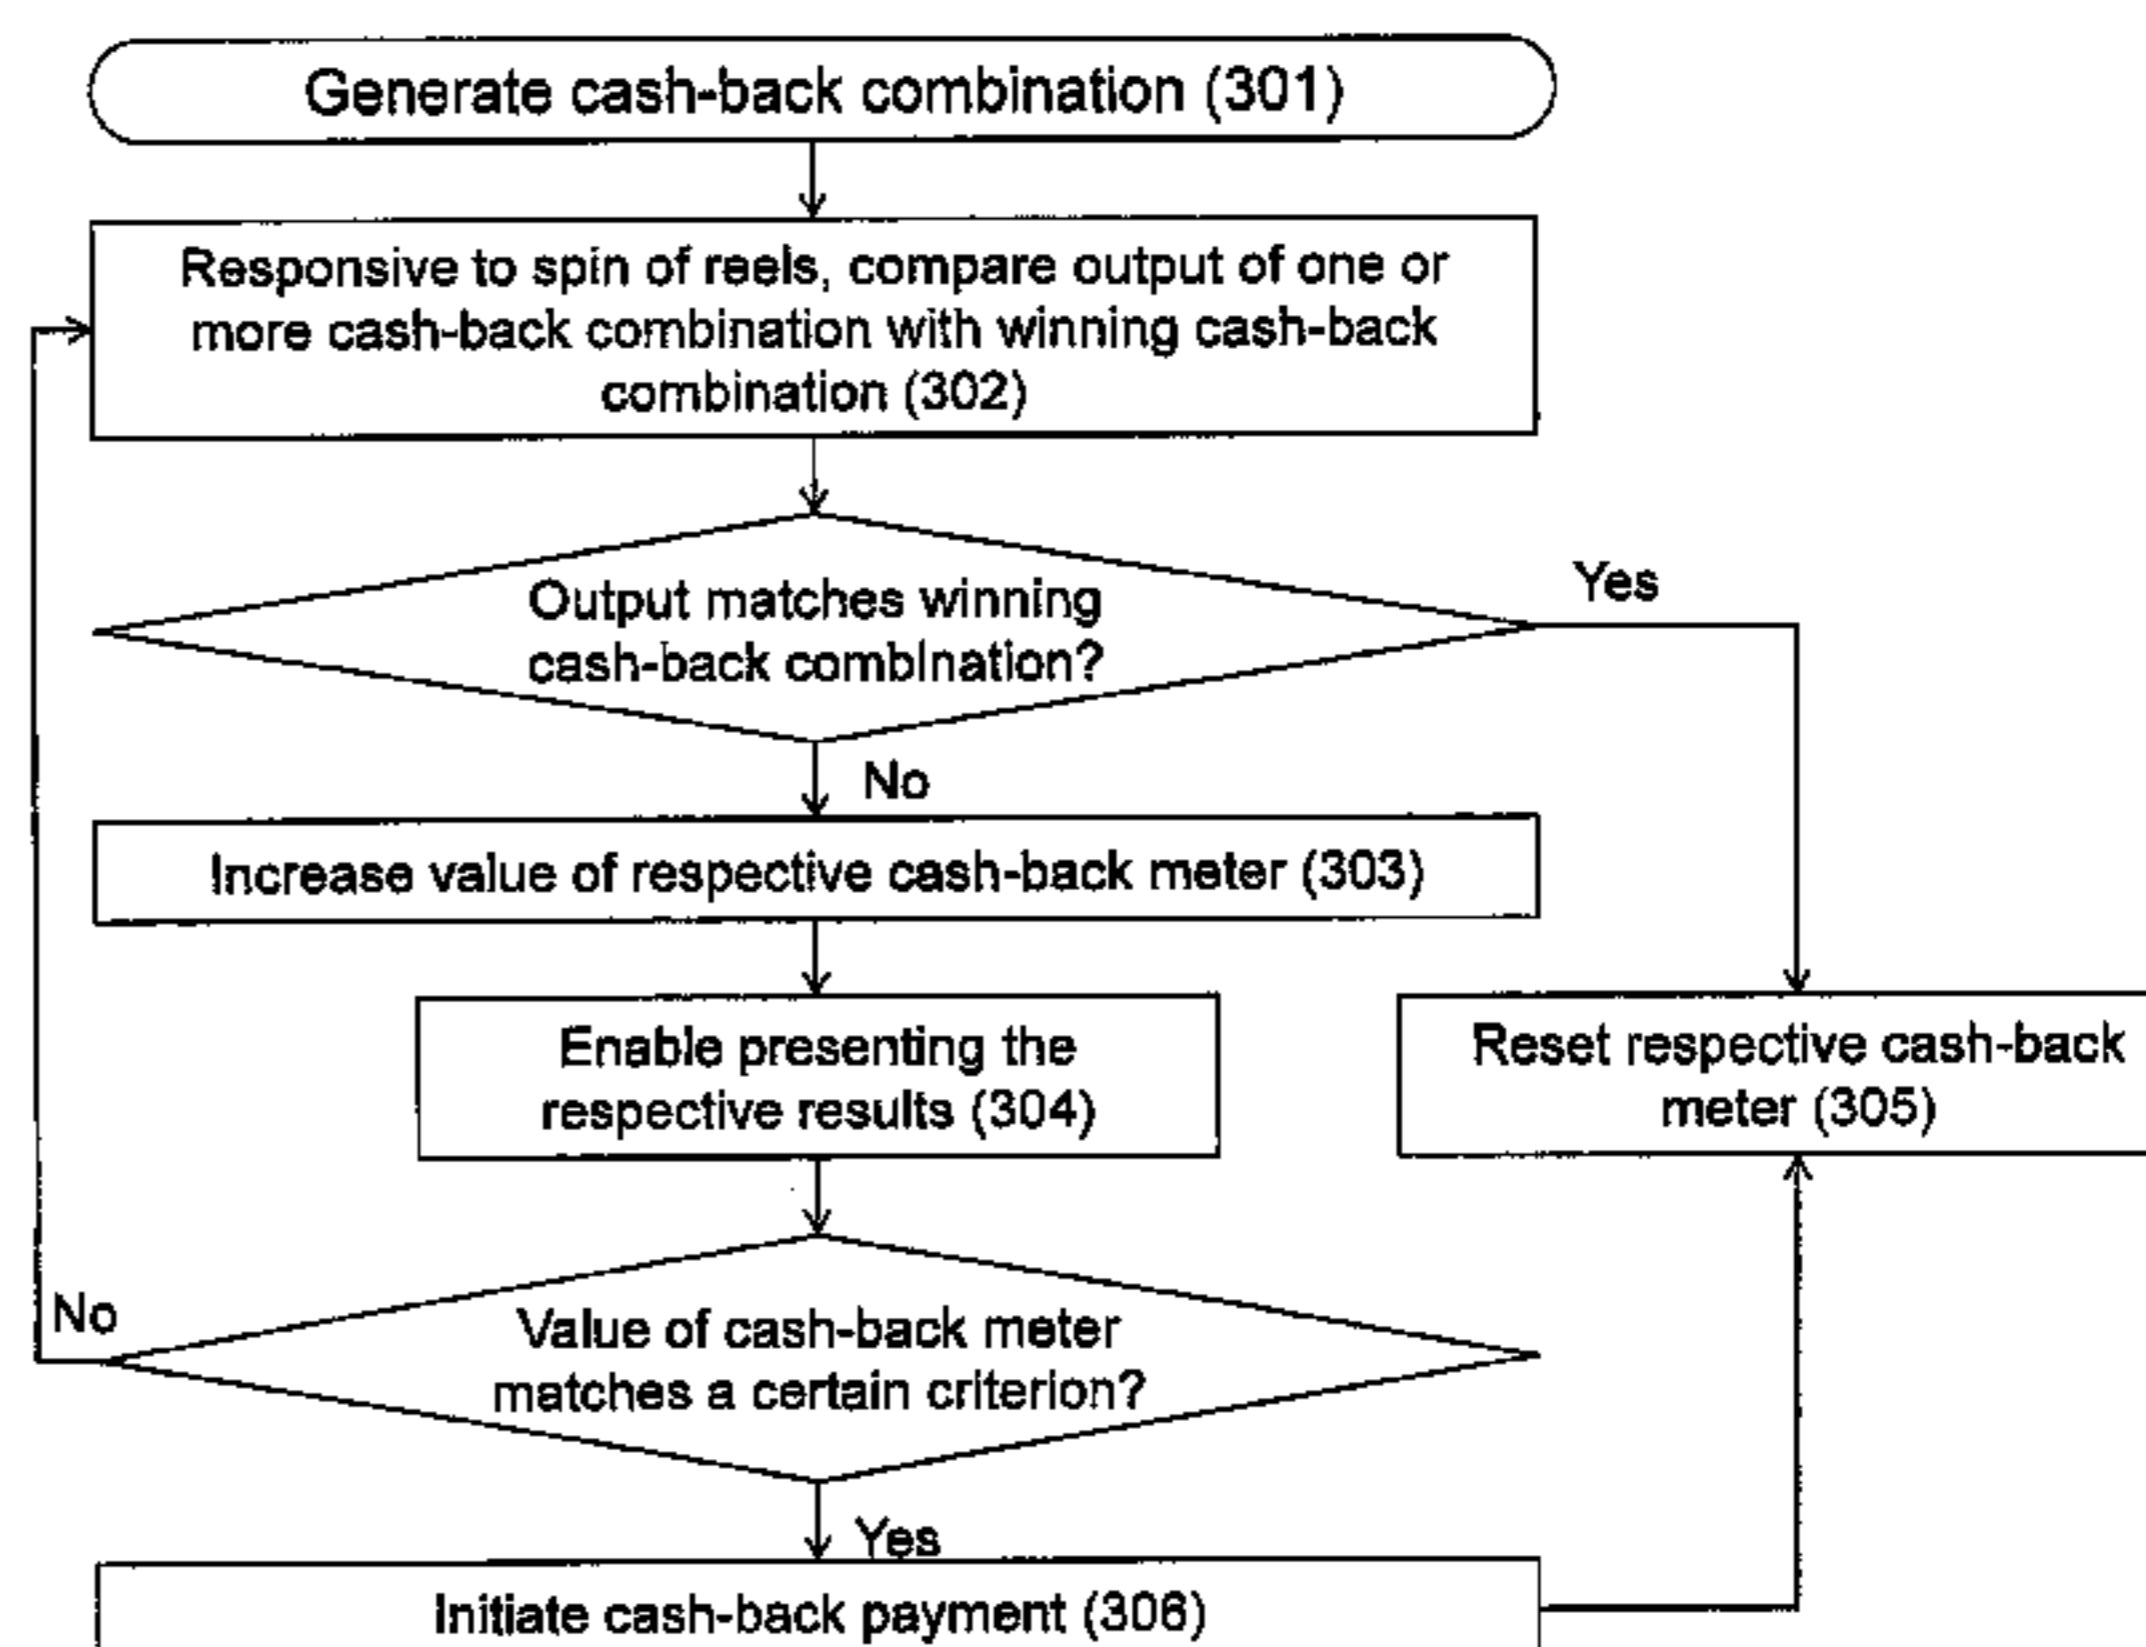 Generate cash-back combination (301)
Responsive to spin of reels, compare output of one or
more cash-back combination with winning cash-back
combination (302)
Output matches winning
cash-back combination?
Yes
No
Increase value of respective cash-back meter (303)
Enable presenting the
respective results (304)
Reset respective cash-back
meter (305)
No
Value of cash-back meter
matches a certain criterion?
Yes
Initiate cash-back payment (306)